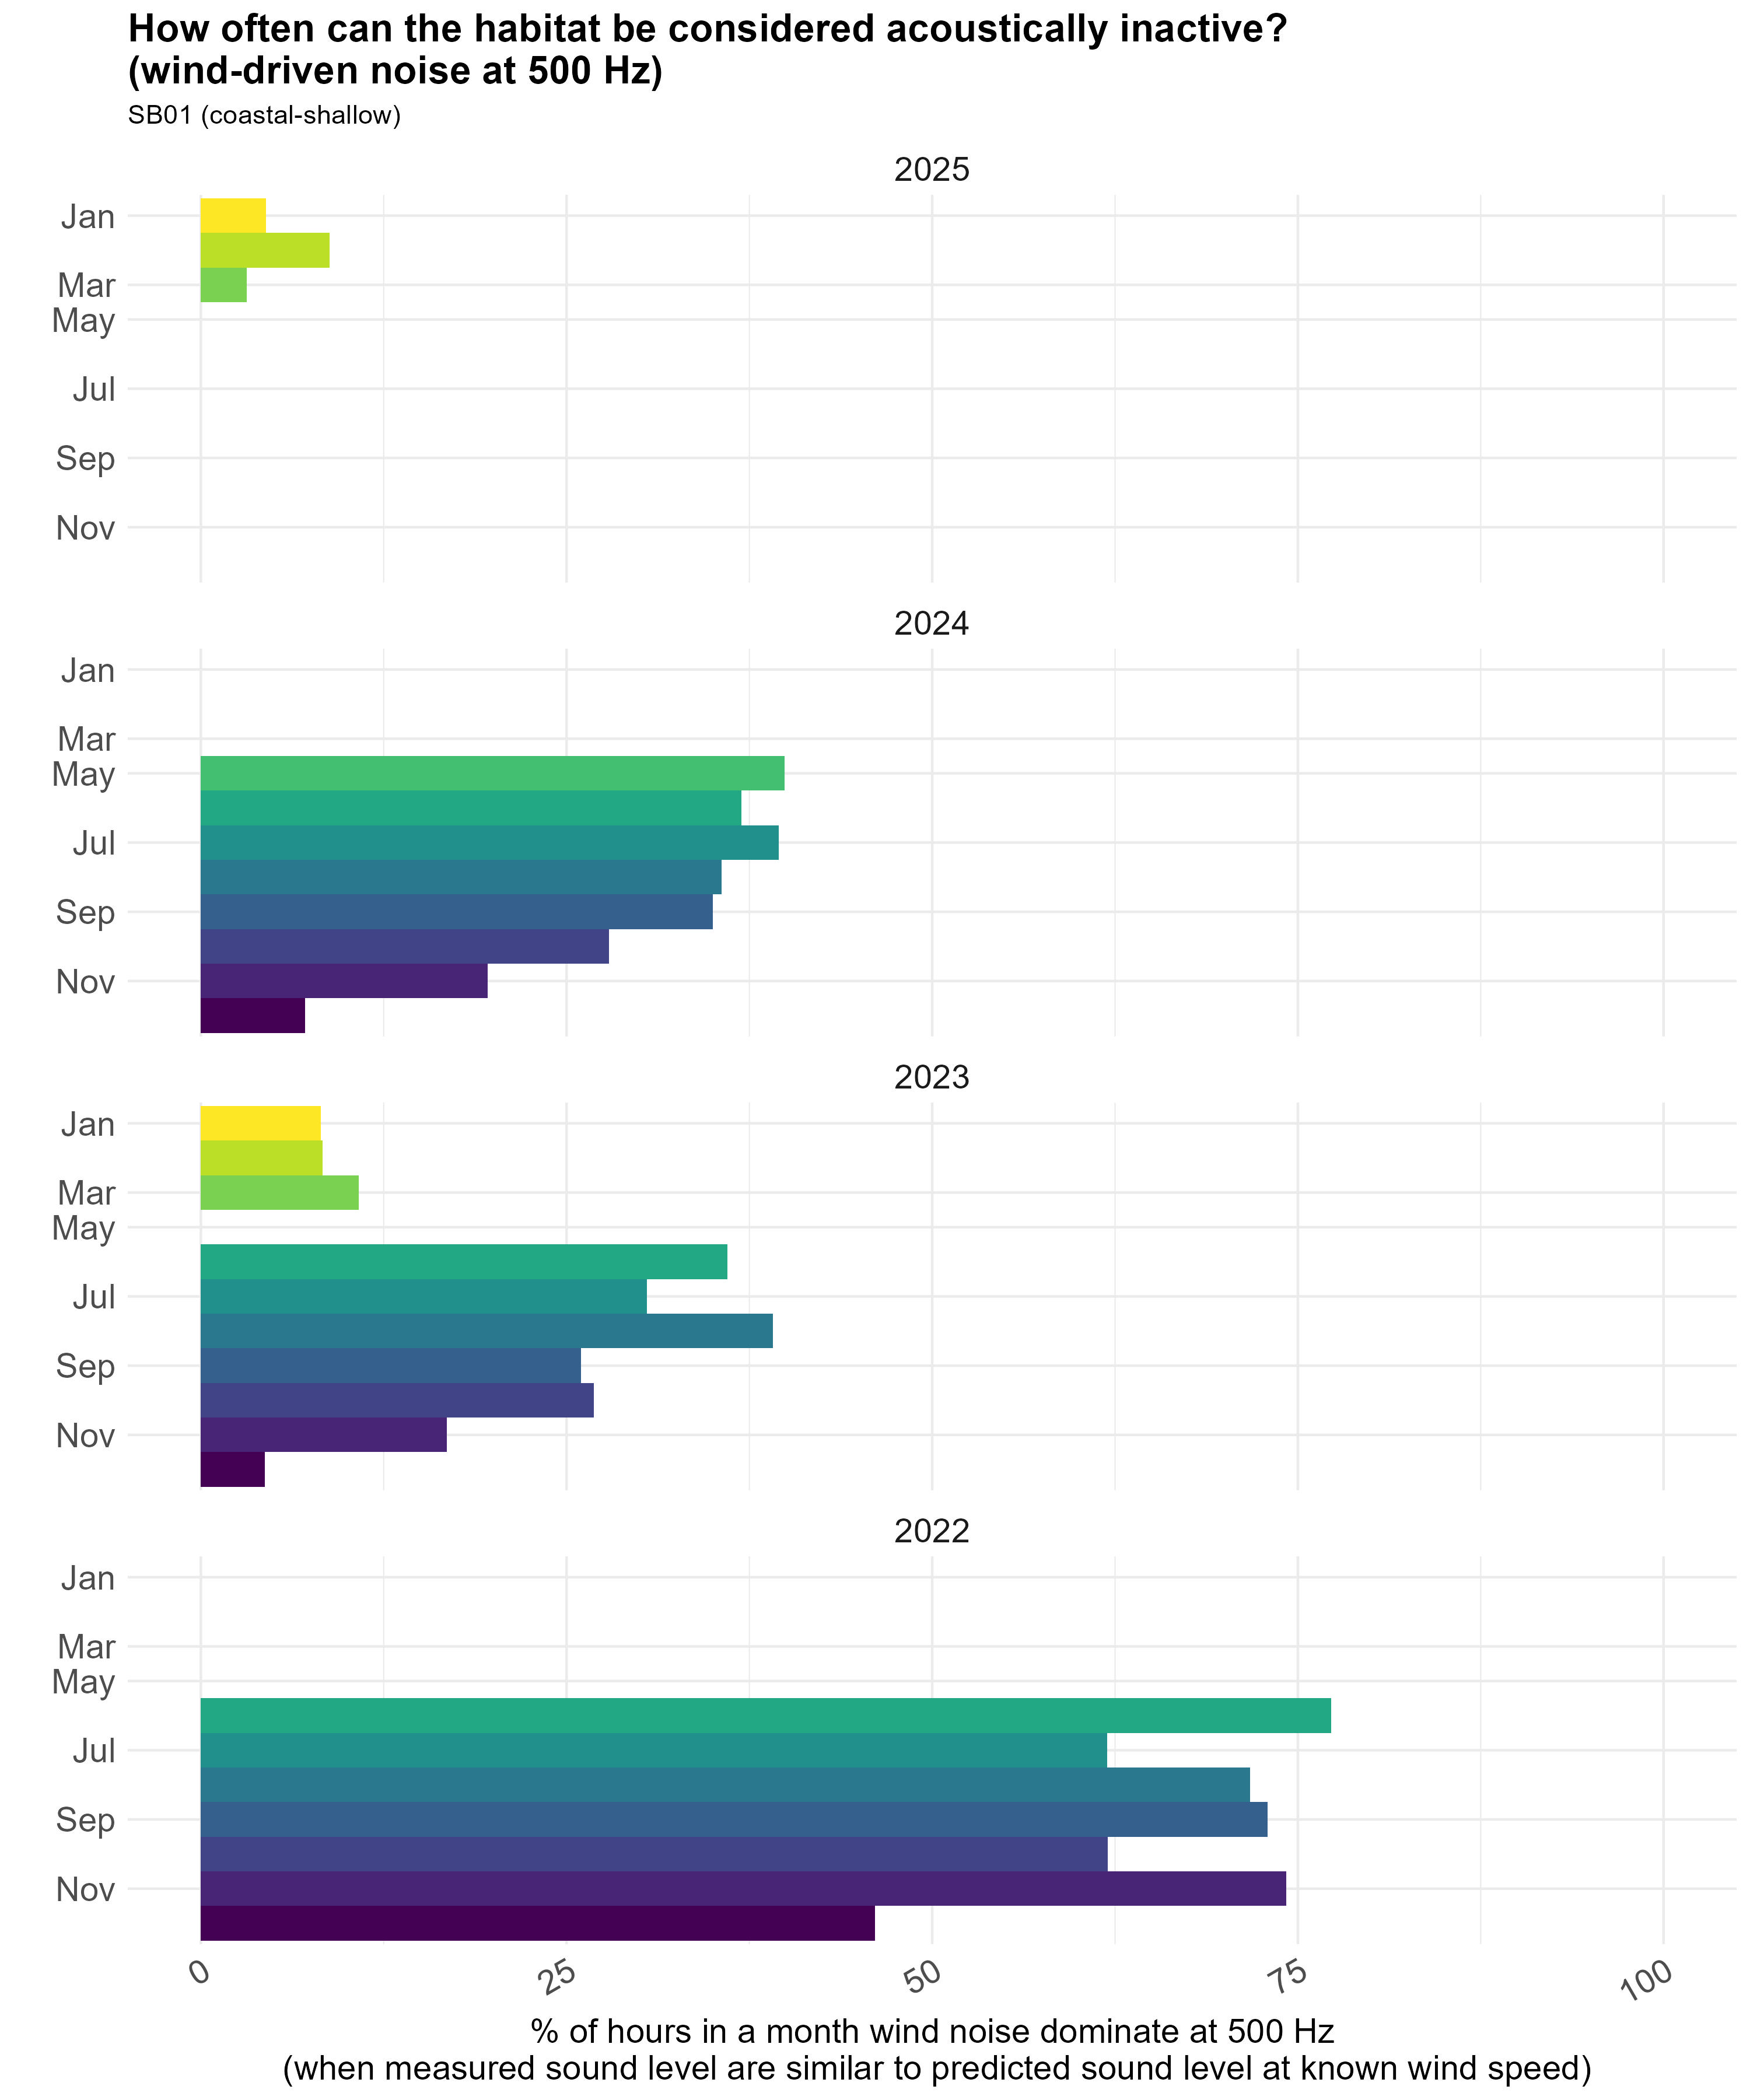 How often can the habitat be considered acoustically inactive?
(wind-driven noise at 500 Hz)
SB01 (coastal-shallow)
2025
Jan
Mar
May
Jul
Sep
Nov
2024
Jan
Mar
May
Jul
Sep
Nov
2023
Jan
Mar
May
Jul
Sep
Nov
2022
Jan
Mar
May
Jul
Sep
Nov
0 25 50 75 100
% of hours in a month wind noise dominate at 500 Hz
(when measured sound level are similar to predicted sound level at known wind speed)